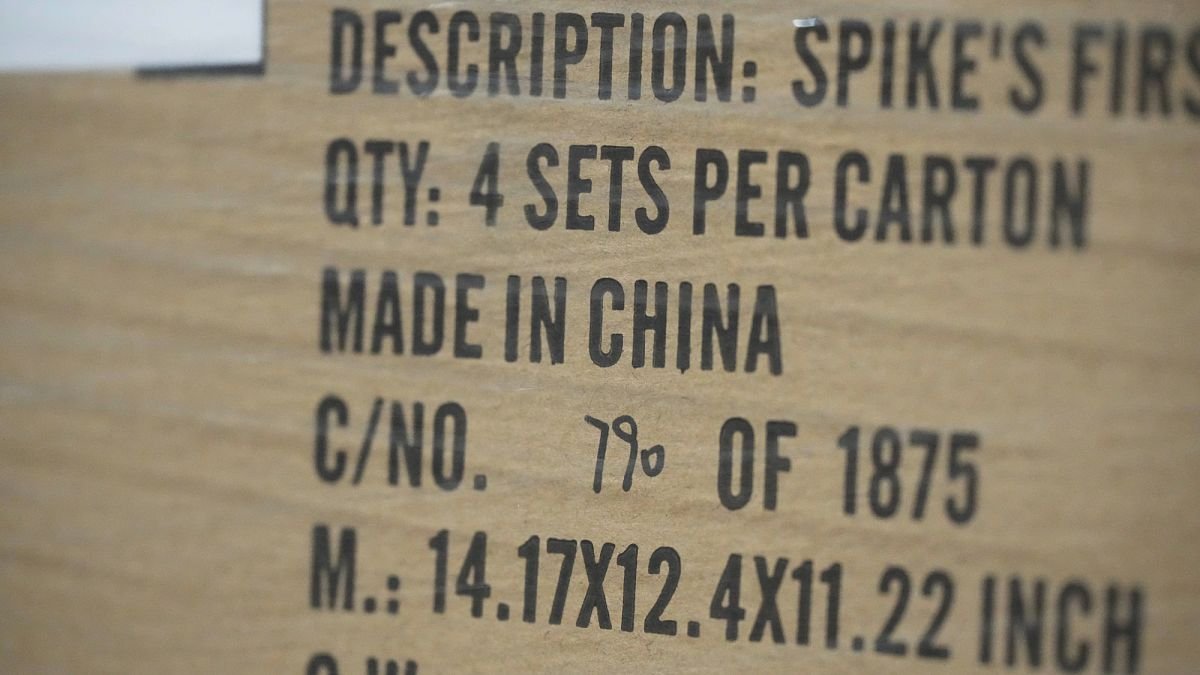 DESCRIPTION: SPIKE'S FIRS
QTY: 4 SETS PER CARTON
MADE IN CHINA
C/NO. 790 OF 1875
M.: 14.17X12.4X11.22 INCH